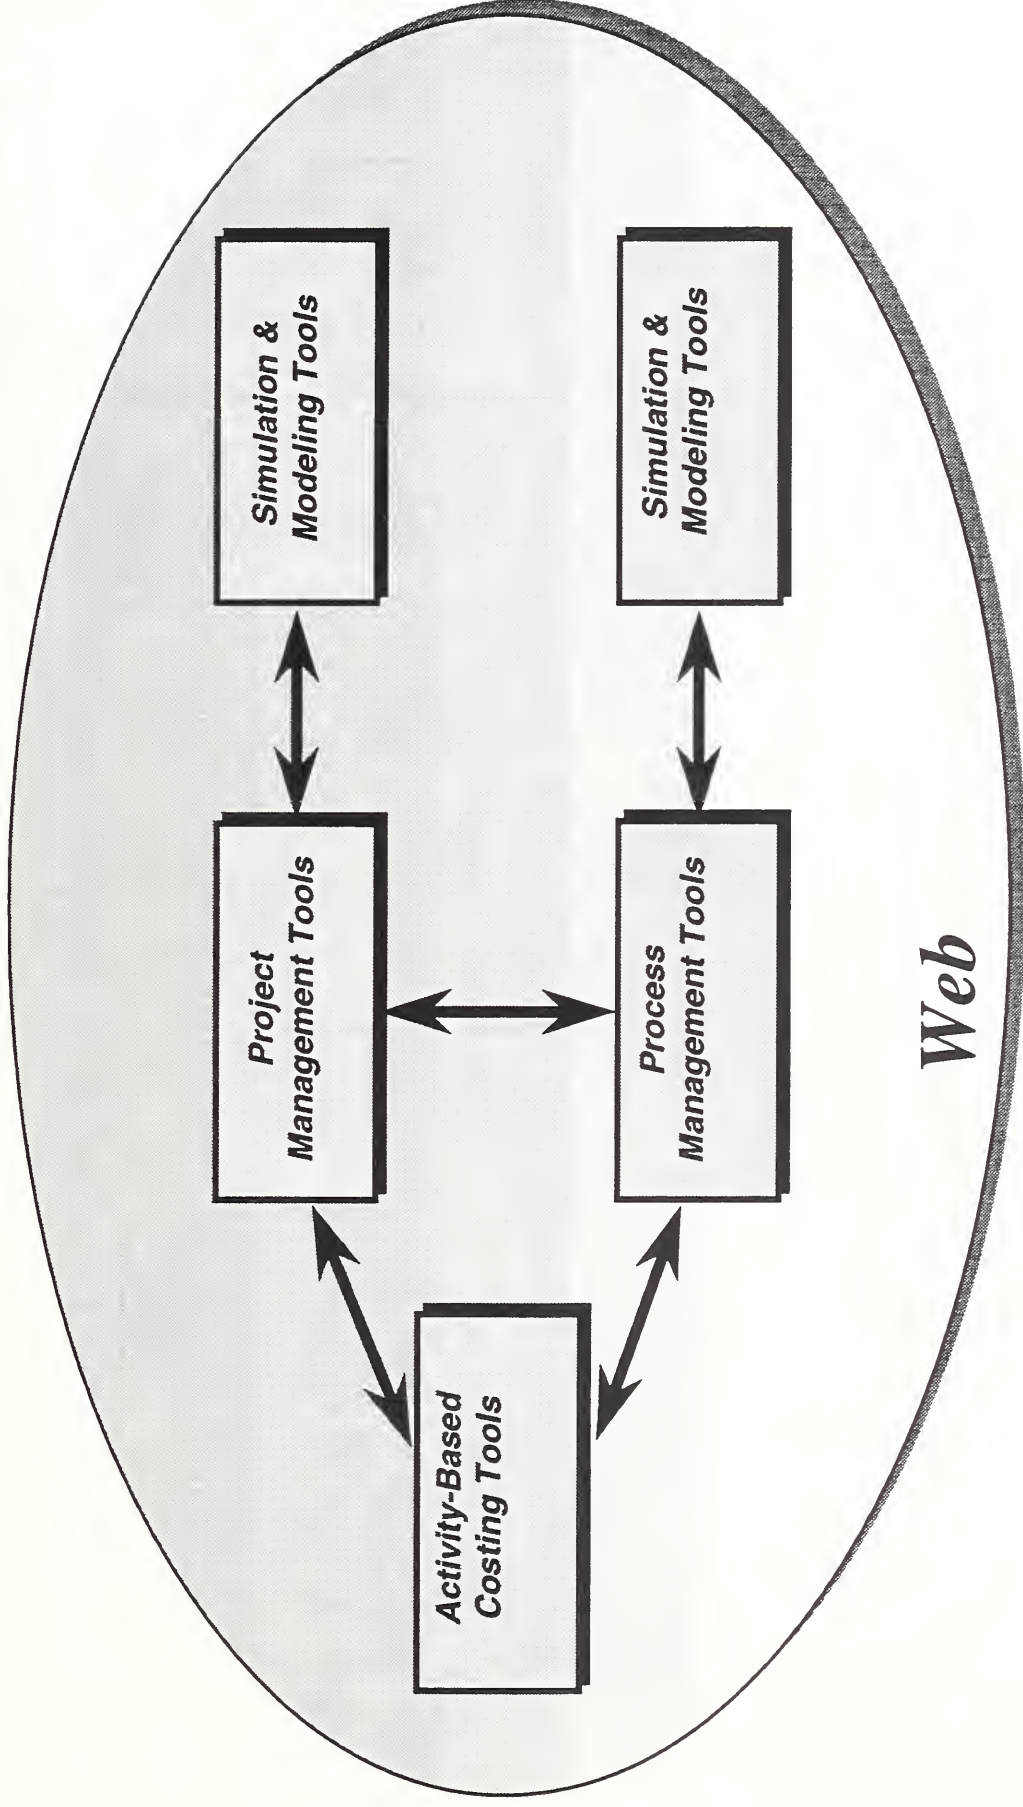 Activity-Based
Costing Tools
Project
Management Tools
Simulation &
Modeling Tools
Process
Management Tools
Simulation &
Modeling Tools
Web